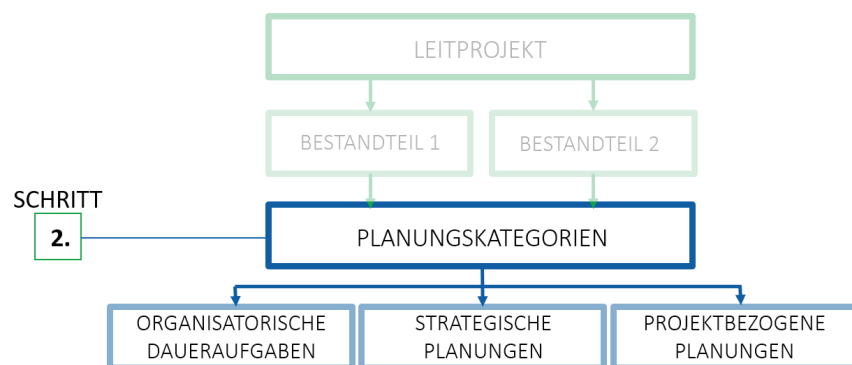 LEITPROJEKT
BESTANDTEIL 1
BESTANDTEIL 2
SCHRITT
2.
PLANUNGSKATEGORIEN
ORGANISATORISCHE
DAUERAUFGABEN
STRATEGISCHE
PLANUNGEN
PROJEKTBEZOGENE
PLANUNGEN